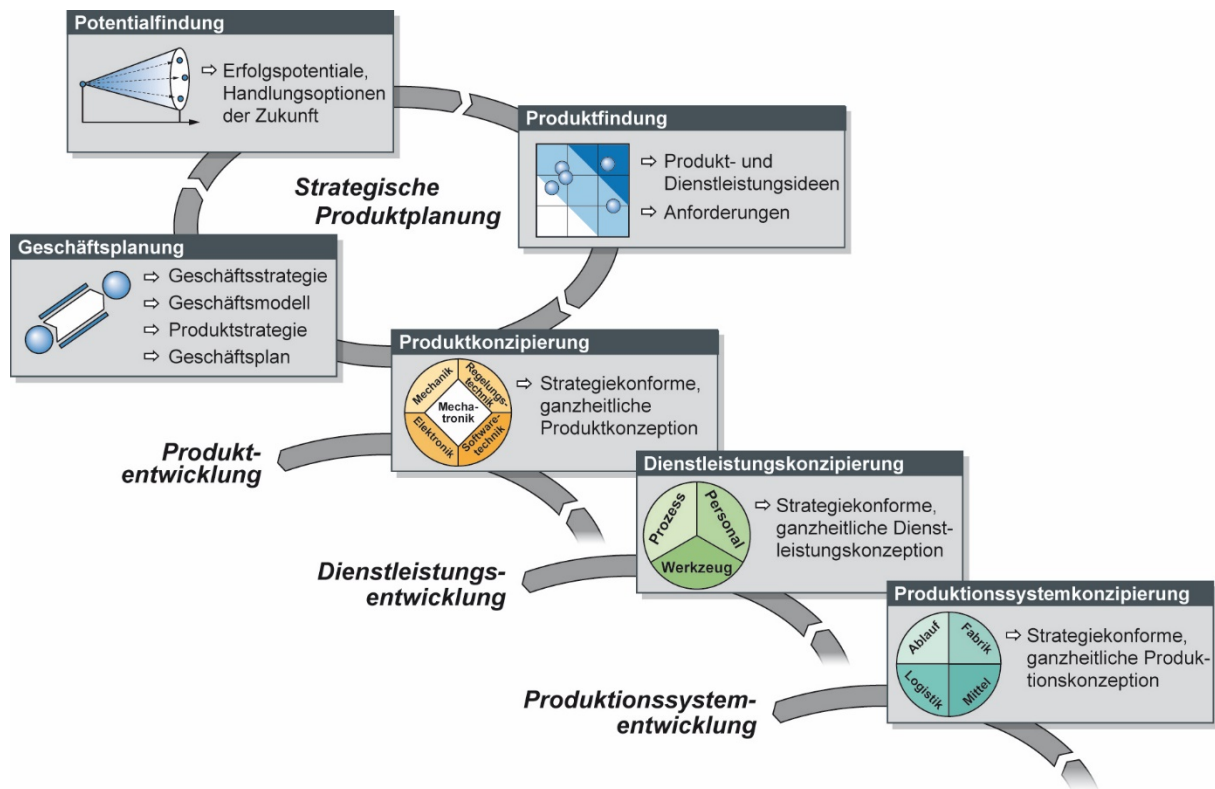 Potentialfindung
⇨ Erfolgspotentiale,
Handlungsoptionen
der Zukunft
Produktfindung
⇨ Produkt- und
Dienstleistungsideen
⇨ Anforderungen
Strategische
Produktplanung
Geschäftsplanung
⇨ Geschäftsstrategie
⇨ Geschäftsmodell
⇨ Produktstrategie
⇨ Geschäftsplan
Produktkonzipierung
Mechanik
Regelungs-
technik
Mecha-
tronik
Elektronik
Software-
technik
⇨ Strategiekonforme,
ganzheitliche
Produktkonzeption
Produkt-
entwicklung
Dienstleistungskonzipierung
Prozess
Personal
Werkzeug
⇨ Strategiekonforme,
ganzheitliche Dienst-
leistungskonzeption
Dienstleistungs-
entwicklung
Produktionssystemkonzipierung
Ablauf
Fabrik
Logistik
Mittel
⇨ Strategiekonforme,
ganzheitliche Produk-
tionskonzeption
Produktionssystem-
entwicklung